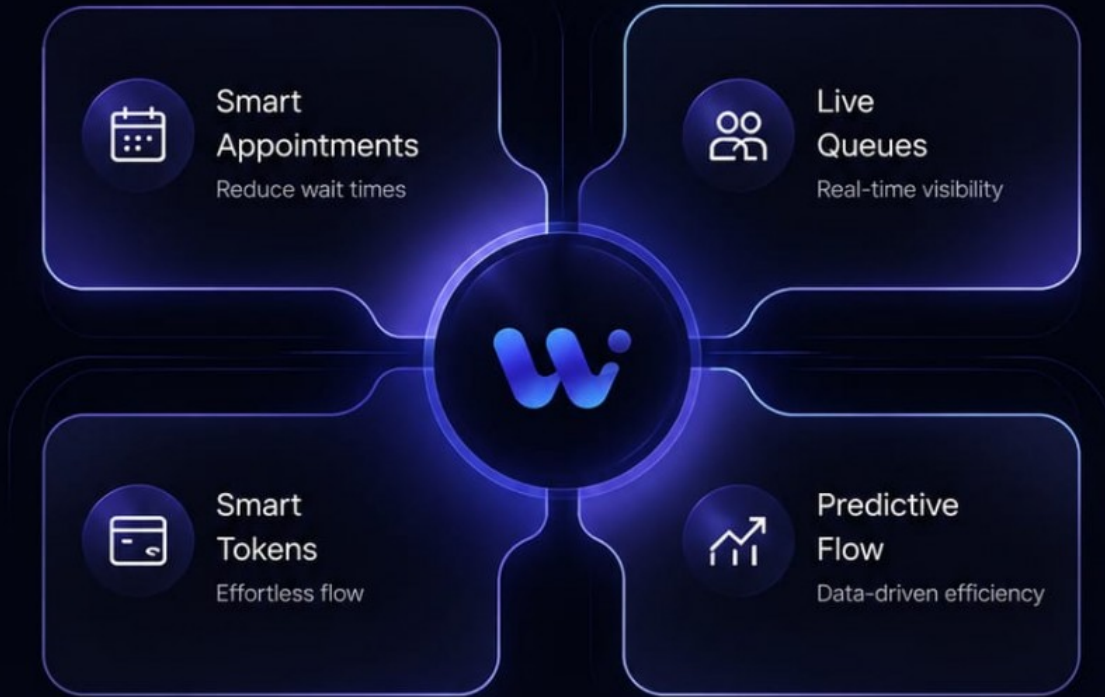 Smart
Appointments
Reduce wait times
Live
Queues
Real-time visibility
Smart
Tokens
Effortless flow
Predictive
Flow
Data-driven efficiency